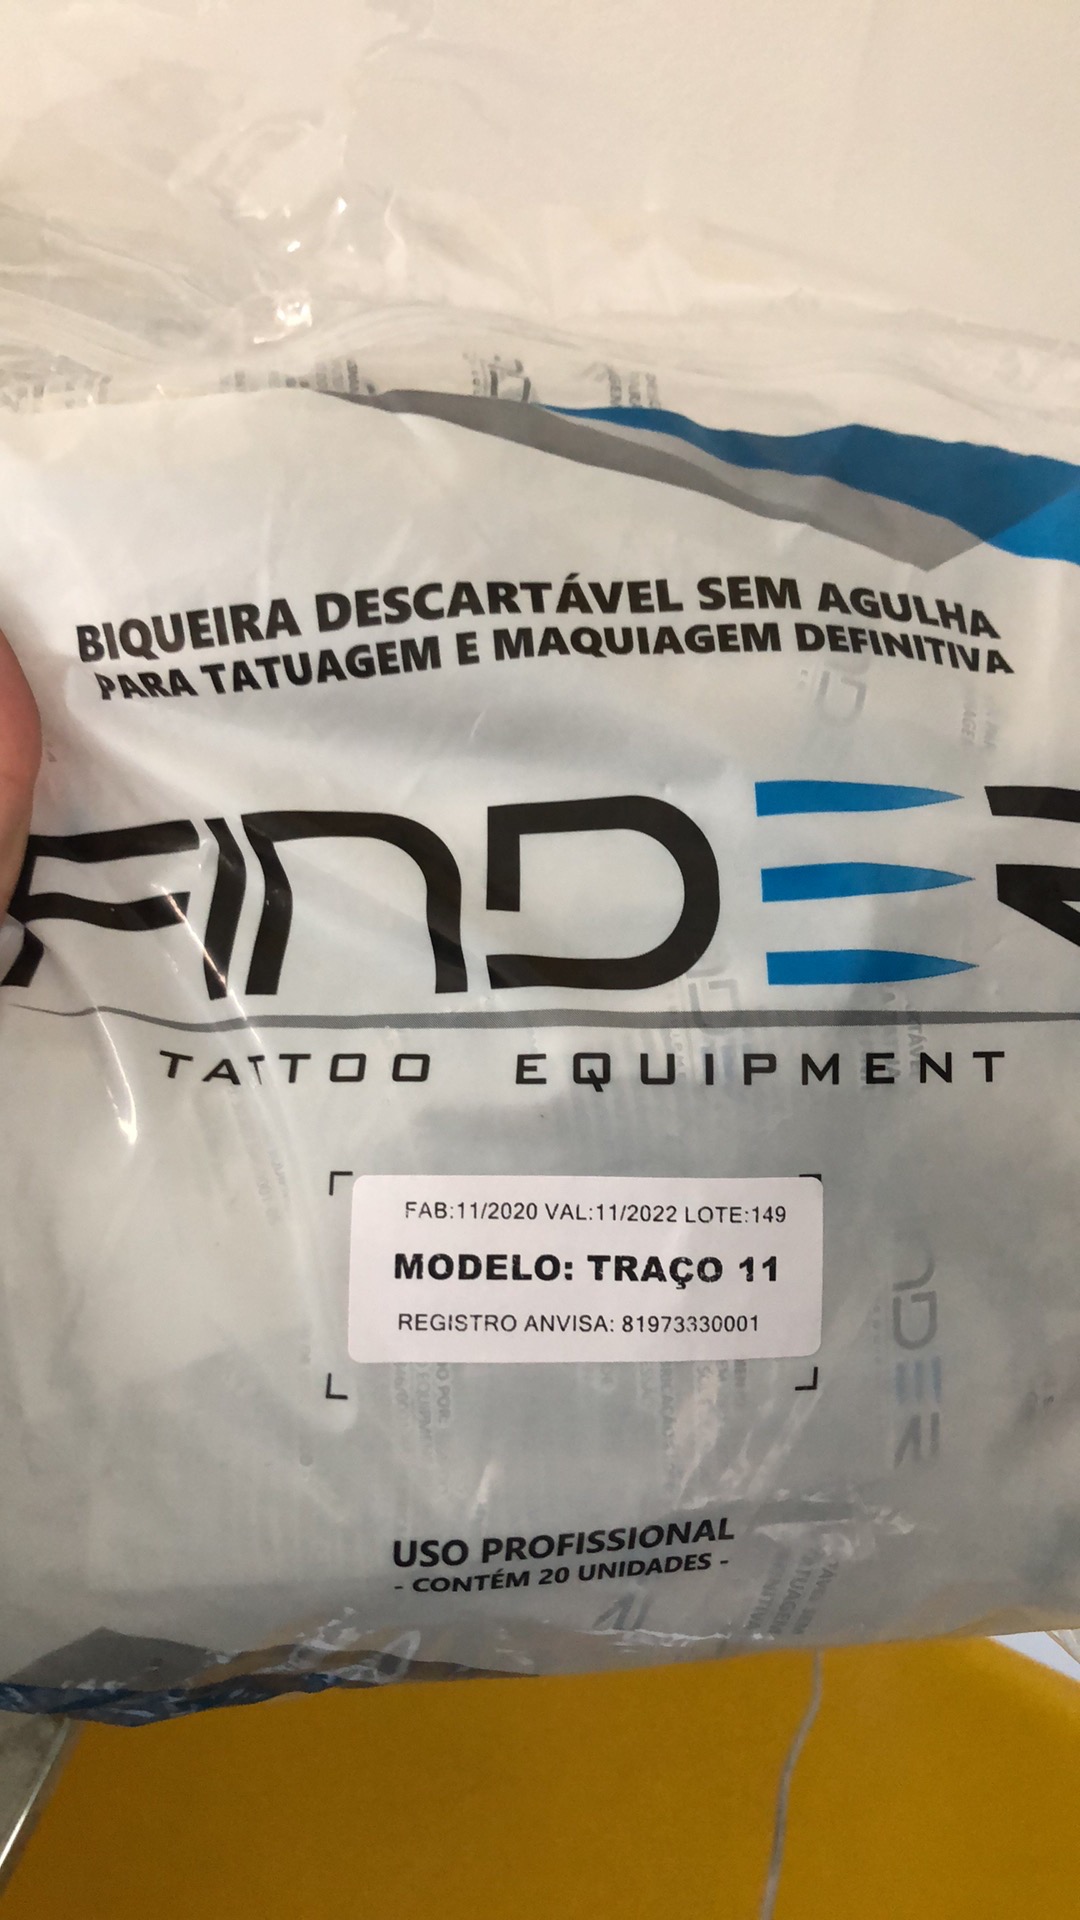 BIQUEIRA DESCARTÁVEL SEM AGULHA
PARA TATUAGEM E MAQUIAGEM DEFINITIVA
FINDER
TATTOO EQUIPMENT
FAB:11/2020 VAL:11/2022 LOTE:149
MODELO: TRAÇO 11
REGISTRO ANVISA: 81973330001
USO PROFISSIONAL
- CONTÉM 20 UNIDADES -